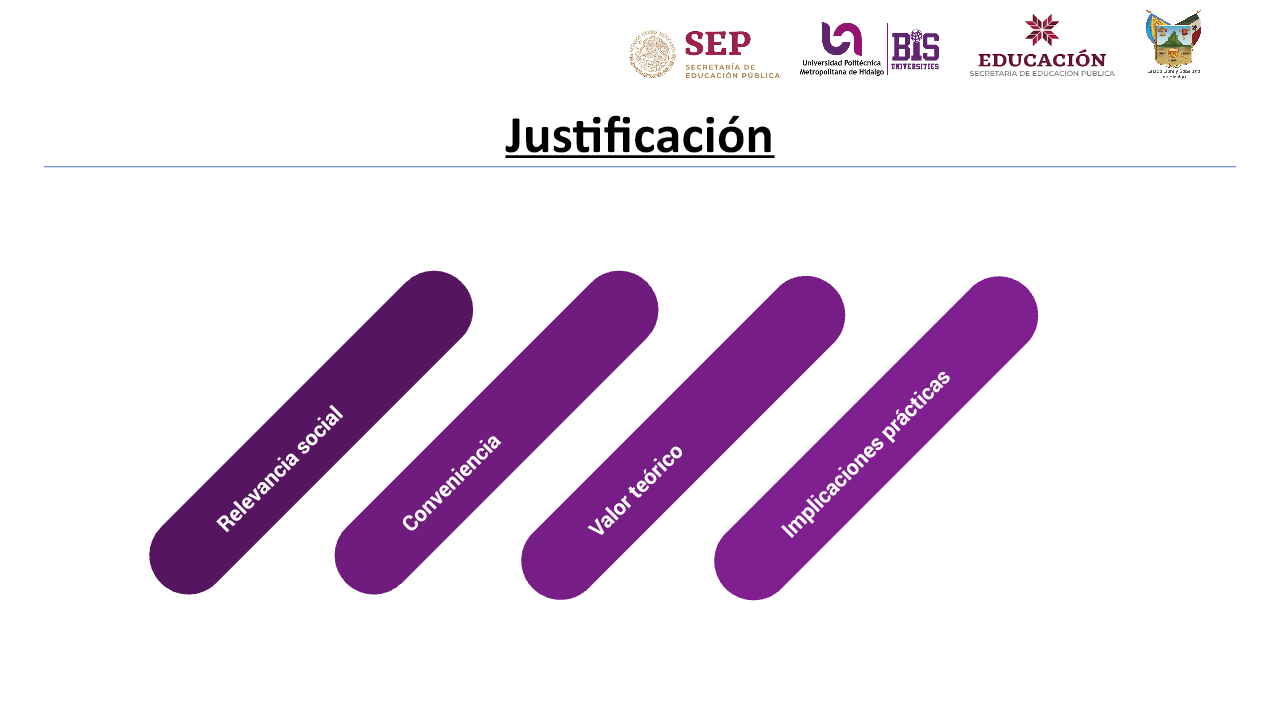 SEP
SECRETARÍA DE
EDUCACIÓN PÚBLICA
Universidad Politécnica
Metropolitana de Hidalgo
BIS
UNIVERSITIES
EDUCACIÓN
SECRETARÍA DE EDUCACIÓN PÚBLICA
Justificación
Relevancia social
Conveniencia
Valor teórico
Implicaciones prácticas